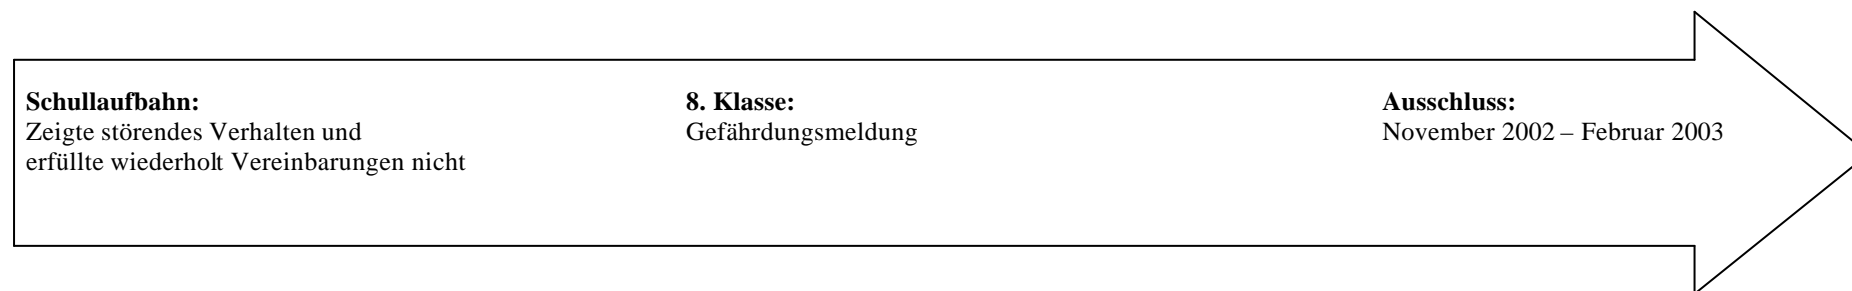 Schullaufbahn:
Zeigte störendes Verhalten und
erfüllte wiederholt Vereinbarungen nicht
8. Klasse:
Gefährdungsmeldung
Ausschluss:
November 2002 – Februar 2003